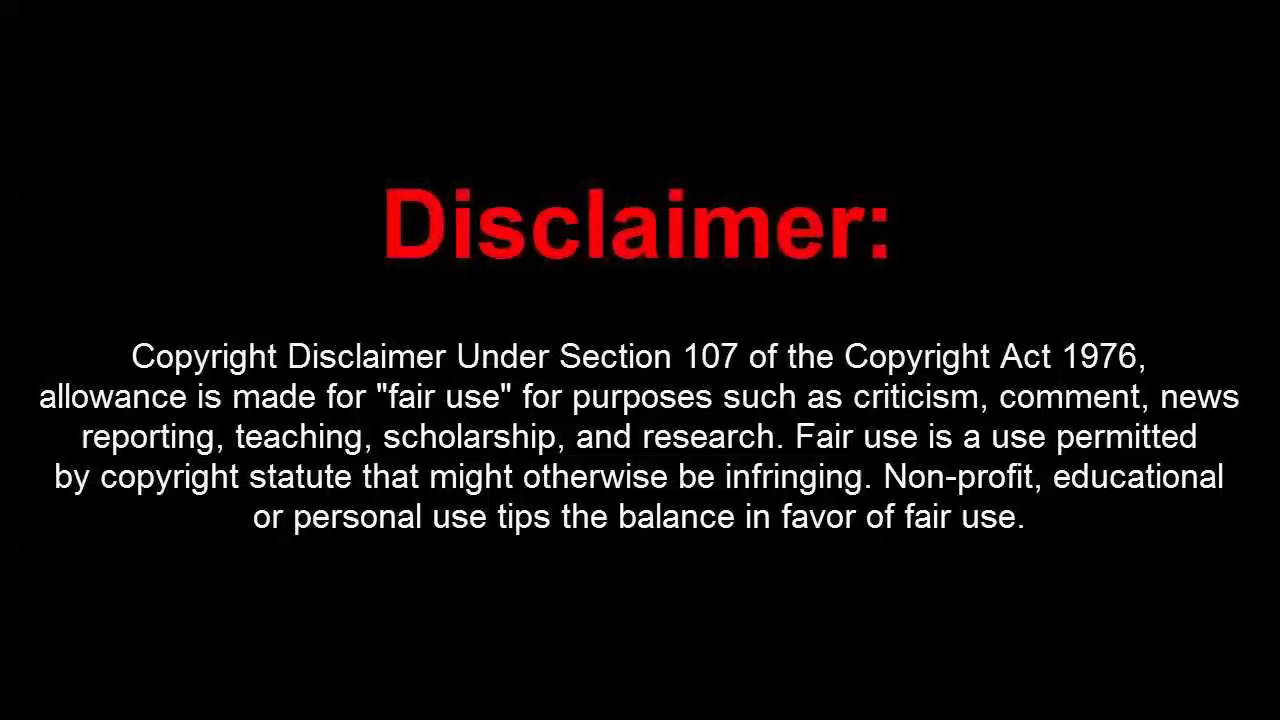 Disclaimer:
Copyright Disclaimer Under Section 107 of the Copyright Act 1976,
allowance is made for "fair use" for purposes such as criticism, comment, news
reporting, teaching, scholarship, and research. Fair use is a use permitted
by copyright statute that might otherwise be infringing. Non-profit, educational
or personal use tips the balance in favor of fair use.